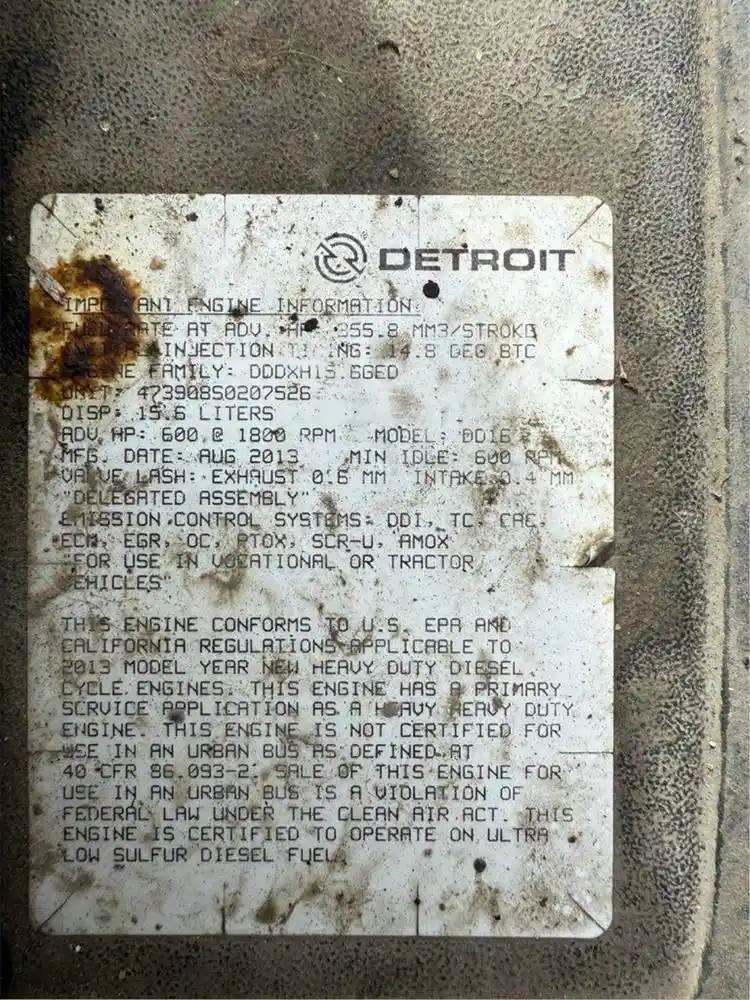 DETROIT
IMPORTANT ENGINE INFORMATION
FUEL RATE AT ADV. HP: 355.8 MM3/STROKE
INJECTION TIMING: 14.8 DEG BTC
ENGINE FAMILY: DDDXH15.6GED
UNIT: 473908S0207526
DISP: 15.6 LITERS
ADV HP: 600 @ 1800 RPM MODEL: DD16
MFG. DATE: AUG 2013 MIN IDLE: 600 RPM
VALVE LASH: EXHAUST 0.6 MM INTAKE 0.4 MM
"DELEGATED ASSEMBLY"
EMISSION CONTROL SYSTEMS: DDI, TC, CAC,
ECM, EGR, OC, PTOX, SCR-U, AMOX
"FOR USE IN VOCATIONAL OR TRACTOR
VEHICLES"
THIS ENGINE CONFORMS TO U.S. EPA AND
CALIFORNIA REGULATIONS APPLICABLE TO
2013 MODEL YEAR NEW HEAVY DUTY DIESEL
CYCLE ENGINES. THIS ENGINE HAS A PRIMARY
SERVICE APPLICATION AS A HEAVY HEAVY DUTY
ENGINE. THIS ENGINE IS NOT CERTIFIED FOR
USE IN AN URBAN BUS AS DEFINED AT
40 CFR 86.093-2. SALE OF THIS ENGINE FOR
USE IN AN URBAN BUS IS A VIOLATION OF
FEDERAL LAW UNDER THE CLEAN AIR ACT. THIS
ENGINE IS CERTIFIED TO OPERATE ON ULTRA
LOW SULFUR DIESEL FUEL.